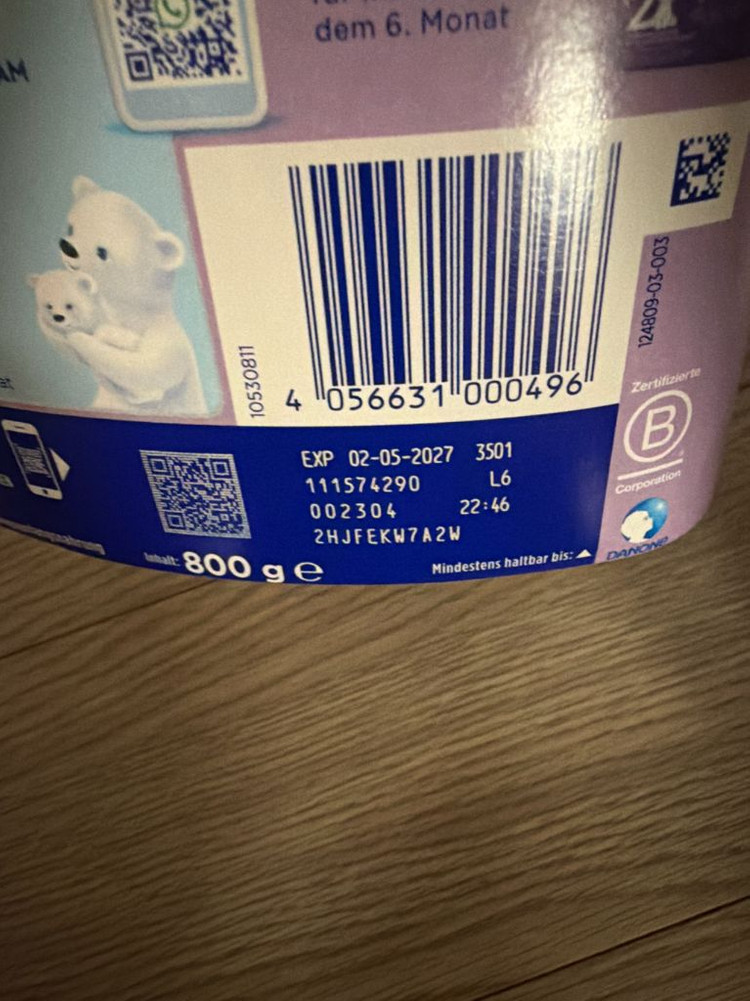 dem 6. Monat
AM
10530811
4 056631 000496
124809-03-003
Zertifizierte
B
Corporation
DANONE
EXP 02-05-2027 3501
111574290 L6
002304 22:46
2HJFEKW7A2W
Inhalt: 800 g e
Mindestens haltbar bis: